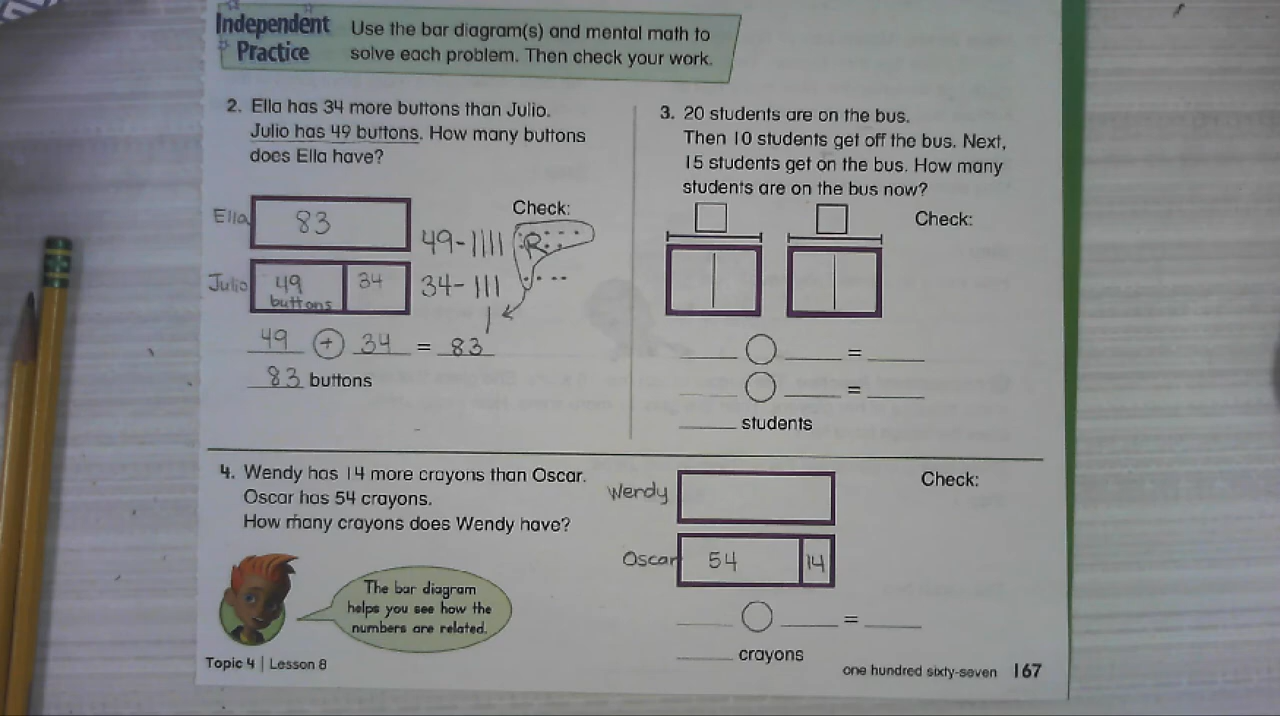 Independent Practice
Use the bar diagram(s) and mental math to
solve each problem. Then check your work.
2. Ella has 34 more buttons than Julio.
Julio has 49 buttons. How many buttons
does Ella have?
Check:
Ella 83
49-||||
R
Julio 49 buttons 34
34-|||
49 + 34 = 83
83 buttons
3. 20 students are on the bus.
Then 10 students get off the bus. Next,
15 students get on the bus. How many
students are on the bus now?
Check:
=
=
students
4. Wendy has 14 more crayons than Oscar.
Oscar has 54 crayons.
How many crayons does Wendy have?
The bar diagram
helps you see how the
numbers are related.
Wendy
Check:
Oscar 54 14
=
crayons
Topic 4 | Lesson 8
one hundred sixty-seven 167